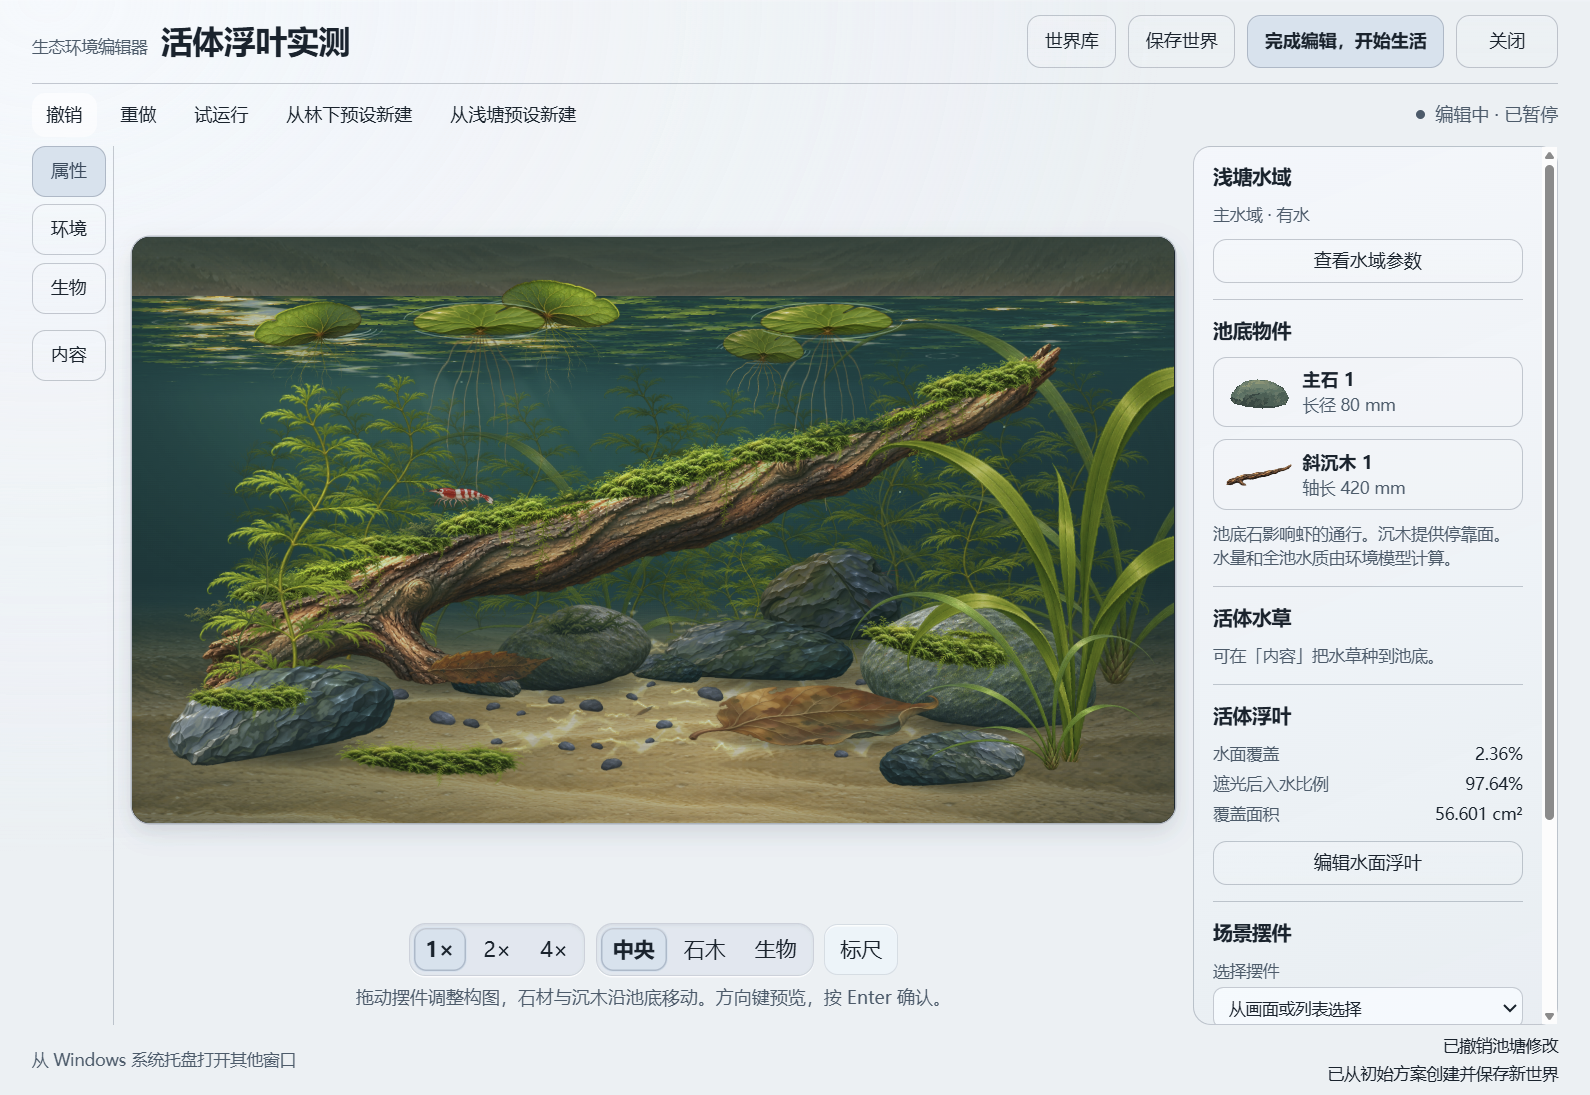 生态环境编辑器 活体浮叶实测
世界库 保存世界 完成编辑，开始生活 关闭
撤销 重做 试运行 从林下预设新建 从浅塘预设新建
编辑中 · 已暂停
属性
环境
生物
内容
浅塘水域
主水域 · 有水
查看水域参数
池底物件
主石 1
长径 80 mm
斜沉木 1
轴长 420 mm
池底石影响虾的通行。沉木提供停靠面。
水量和全池水质由环境模型计算。
活体水草
可在「内容」把水草种到池底。
活体浮叶
水面覆盖 2.36%
遮光后入水比例 97.64%
覆盖面积 56.601 cm²
编辑水面浮叶
场景摆件
选择摆件
从画面或列表选择
1× 2× 4× 中央 石木 生物 标尺
拖动摆件调整构图，石材与沉木沿池底移动。方向键预览，按 Enter 确认。
从 Windows 系统托盘打开其他窗口
已撤销池塘修改
已从初始方案创建并保存新世界